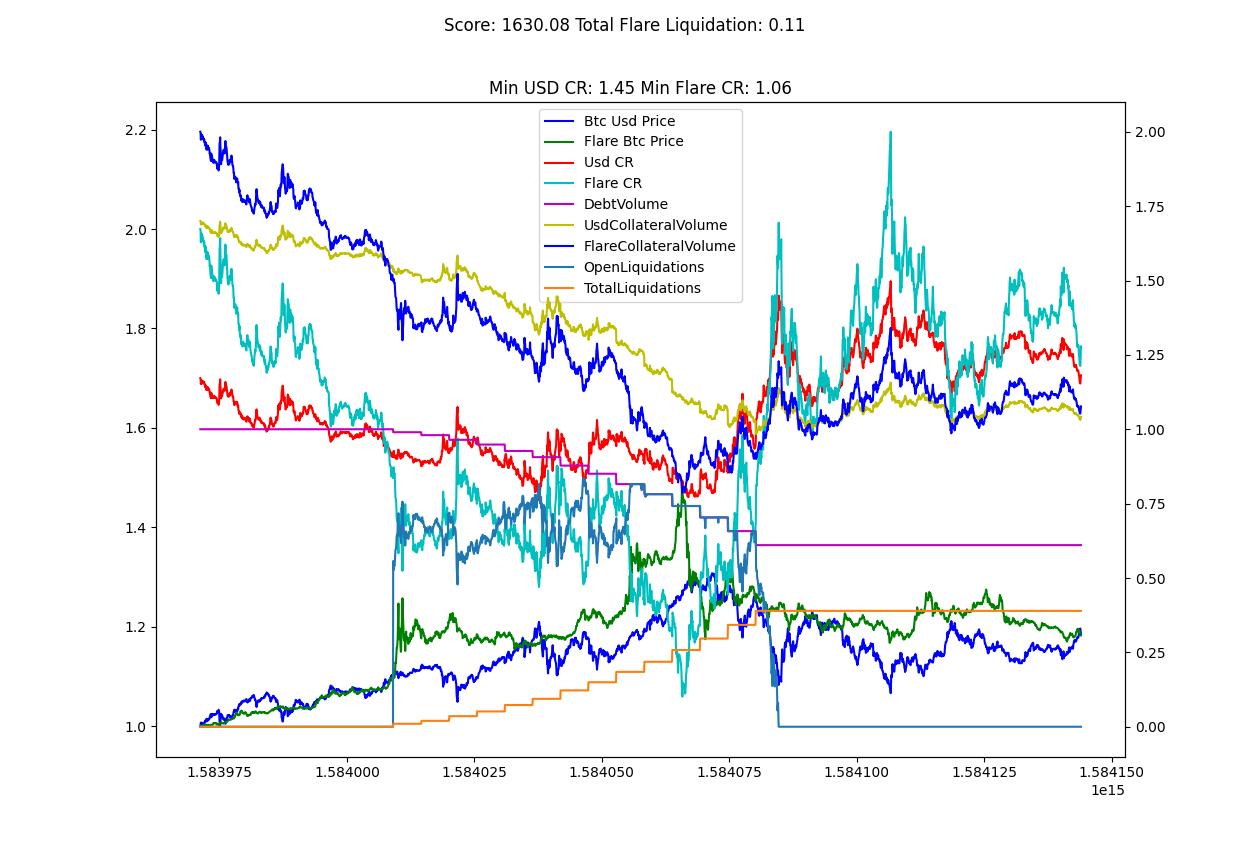 Score: 1630.08 Total Flare Liquidation: 0.11
Min USD CR: 1.45 Min Flare CR: 1.06
Btc Usd Price
Flare Btc Price
Usd CR
Flare CR
DebtVolume
UsdCollateralVolume
FlareCollateralVolume
OpenLiquidations
TotalLiquidations
2.2
2.0
1.8
1.6
1.4
1.2
1.0
2.00
1.75
1.50
1.25
1.00
0.75
0.50
0.25
0.00
1.583975 1.584000 1.584025 1.584050 1.584075 1.584100 1.584125 1.584150
1e15